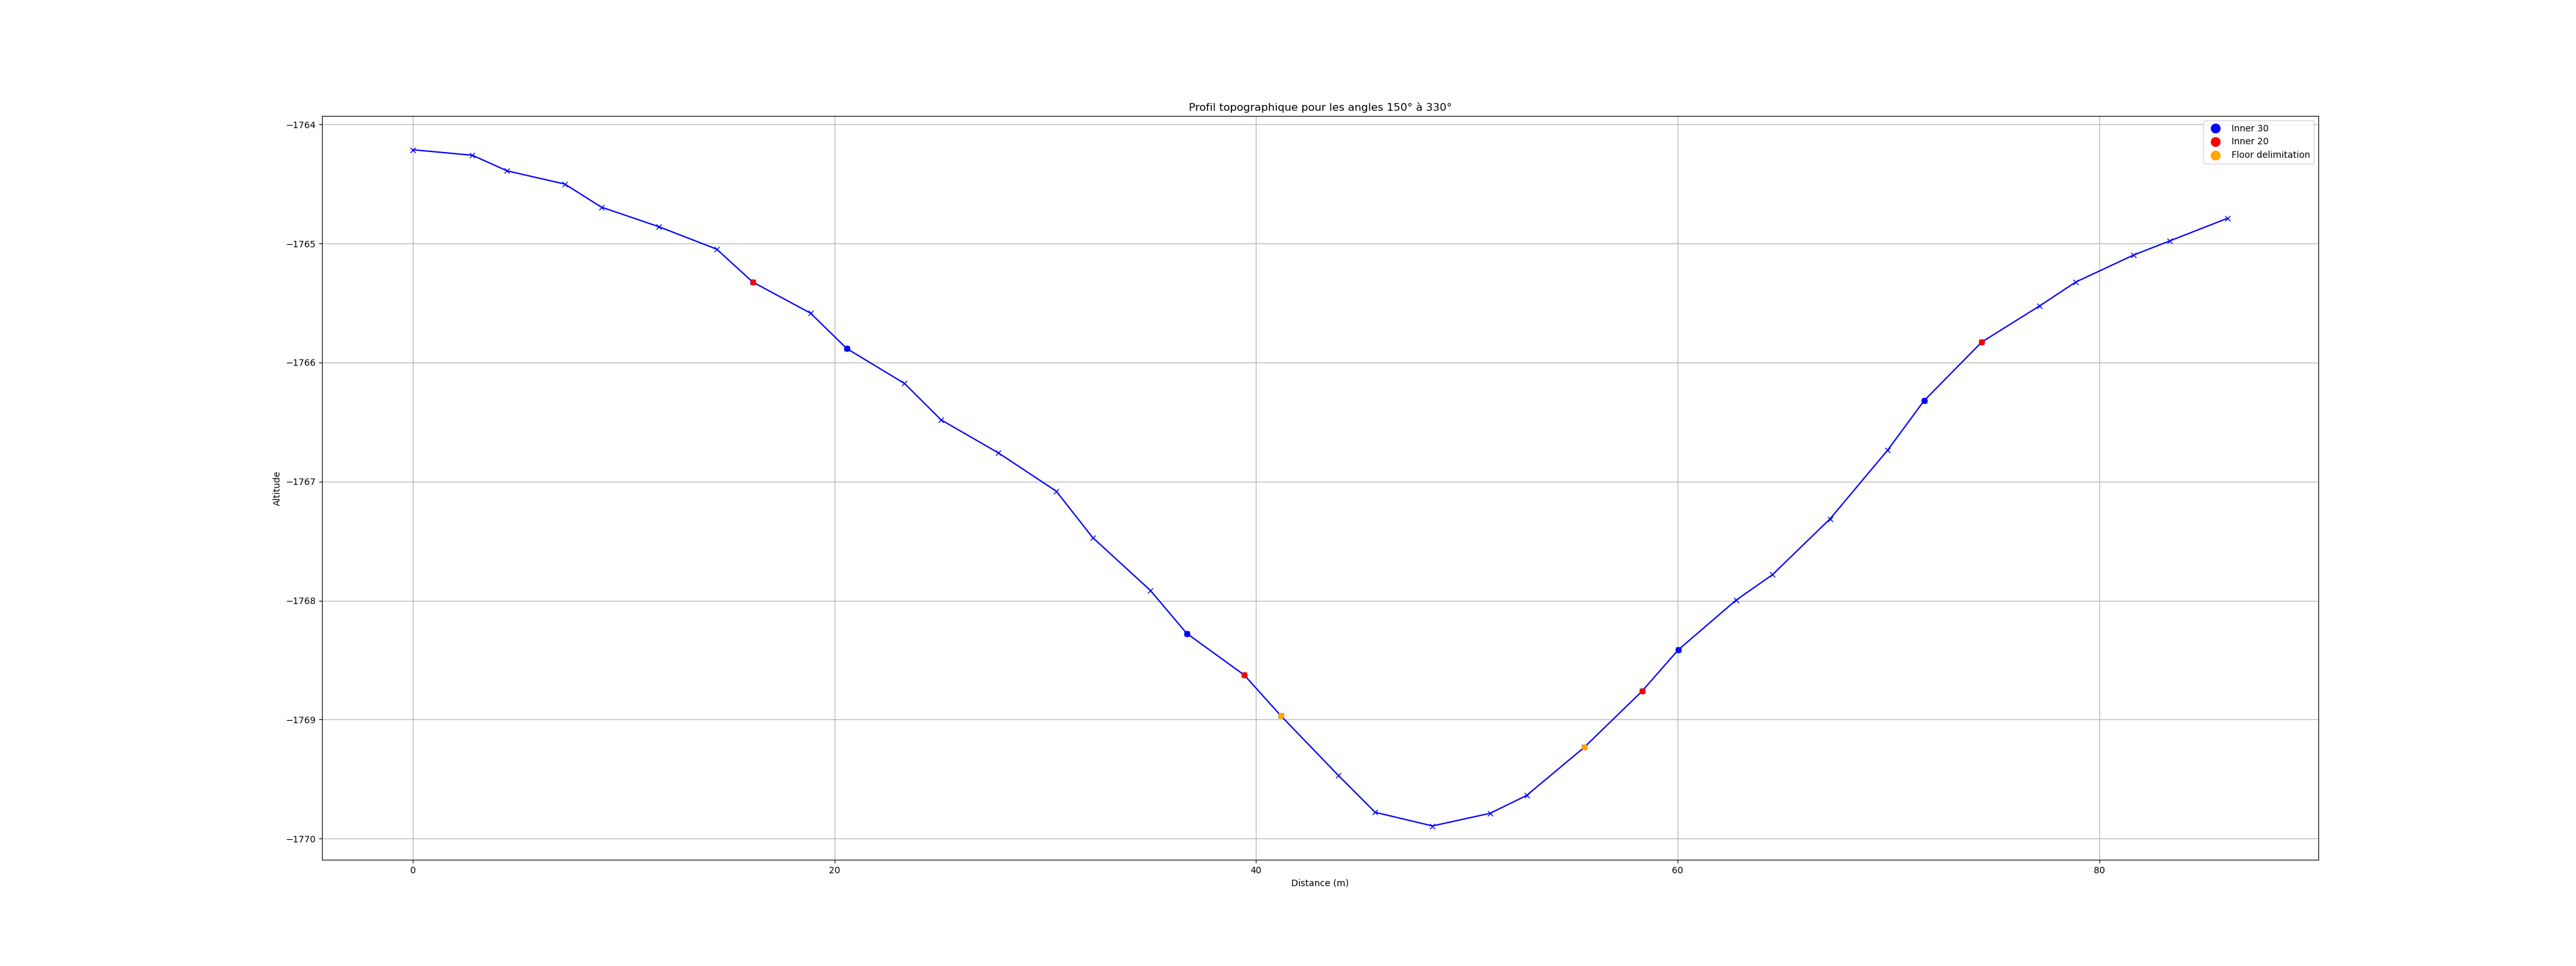 Profil topographique pour les angles 150° à 330°
Inner 30
Inner 20
Floor delimitation
−1764
−1765
−1766
−1767
−1768
−1769
−1770
Altitude
0 20 40 60 80
Distance (m)